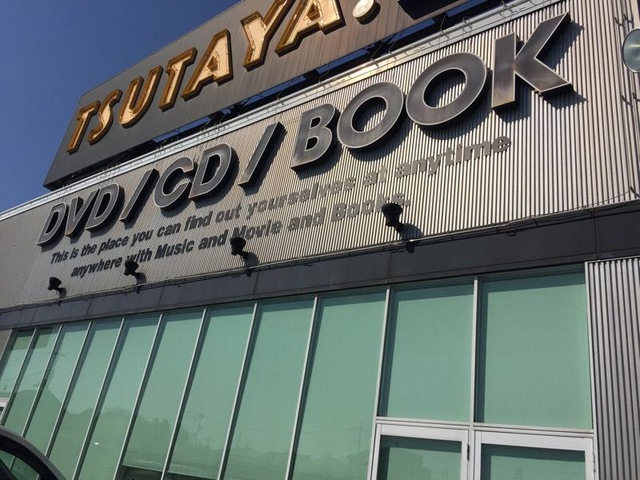 TSUTAYA.
DVD/CD/BOOK
This is the place you can find out yourselves at anytime
anywhere with Music and Movie and Books.